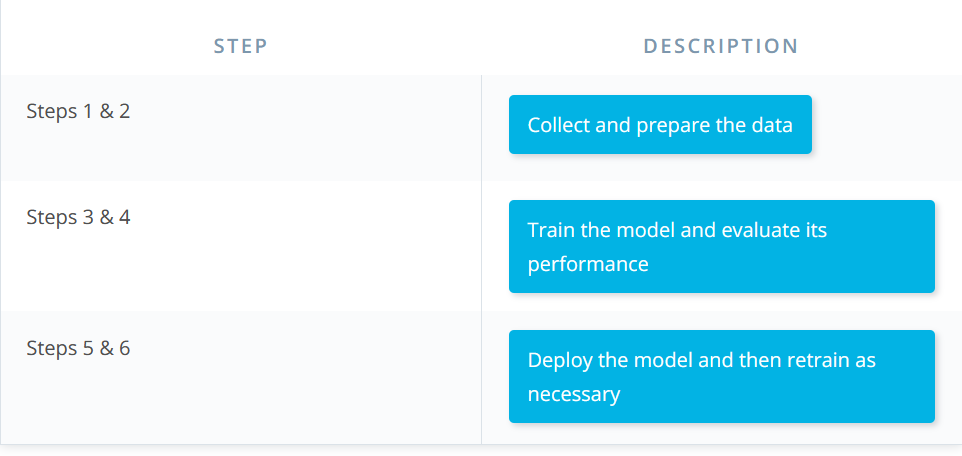 STEP
DESCRIPTION
Steps 1 & 2
Collect and prepare the data
Steps 3 & 4
Train the model and evaluate its
performance
Steps 5 & 6
Deploy the model and then retrain as
necessary